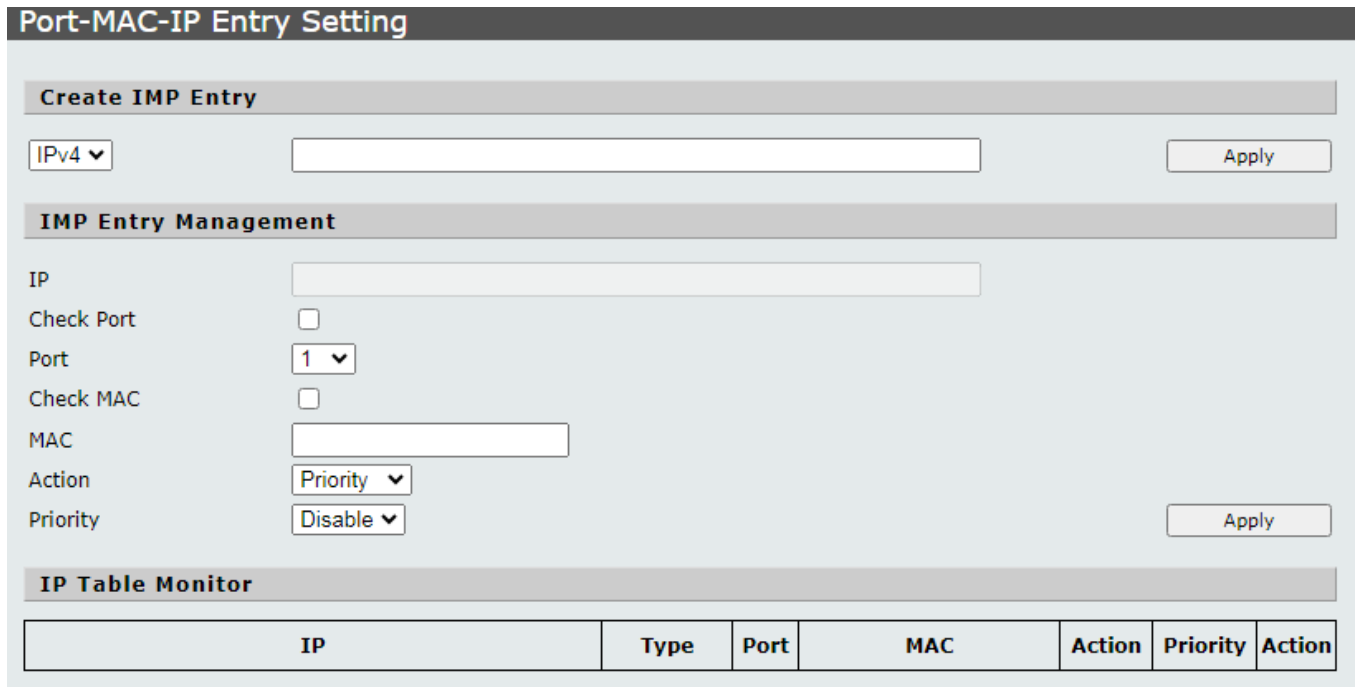 Port-MAC-IP Entry Setting
Create IMP Entry
IPv4 Apply
IMP Entry Management
IP
Check Port
Port 1
Check MAC
MAC
Action Priority
Priority Disable Apply
IP Table Monitor
IP Type Port MAC Action Priority Action